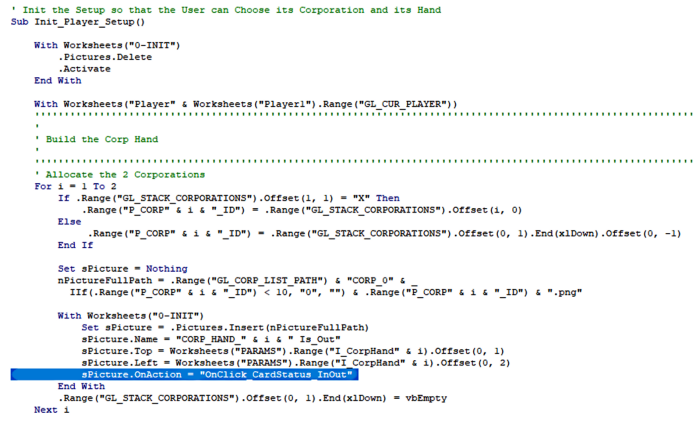 ' Init the Setup so that the User can Choose its Corporation and its Hand
Sub Init_Player_Setup()
With Worksheets("0-INIT")
.Pictures.Delete
.Activate
End With
With Worksheets("Player" & Worksheets("Player1").Range("GL_CUR_PLAYER"))
'''''''''''''''''''''''''''''''''''''''''''''''''''''''''''''''''''''''''''''''''''''''''''''''''''''''''''''
'
' Build the Corp Hand
'
'''''''''''''''''''''''''''''''''''''''''''''''''''''''''''''''''''''''''''''''''''''''''''''''''''''''''''''
' Allocate the 2 Corporations
For i = 1 To 2
If .Range("GL_STACK_CORPORATIONS").Offset(1, 1) = "X" Then
.Range("P_CORP" & i & "_ID") = .Range("GL_STACK_CORPORATIONS").Offset(i, 0)
Else
.Range("P_CORP" & i & "_ID") = .Range("GL_STACK_CORPORATIONS").Offset(0, 1).End(xlDown).Offset(0, -1)
End If
Set sPicture = Nothing
nPictureFullPath = .Range("GL_CORP_LIST_PATH") & "CORP_0" & _
IIf(.Range("P_CORP" & i & "_ID") < 10, "0", "") & .Range("P_CORP" & i & "_ID") & ".png"
With Worksheets("0-INIT")
Set sPicture = .Pictures.Insert(nPictureFullPath)
sPicture.Name = "CORP_HAND_" & i & " Is_Out"
sPicture.Top = Worksheets("PARAMS").Range("I_CorpHand" & i).Offset(0, 1)
sPicture.Left = Worksheets("PARAMS").Range("I_CorpHand" & i).Offset(0, 2)
sPicture.OnAction = "OnClick_CardStatus_InOut"
End With
.Range("GL_STACK_CORPORATIONS").Offset(0, 1).End(xlDown) = vbEmpty
Next i